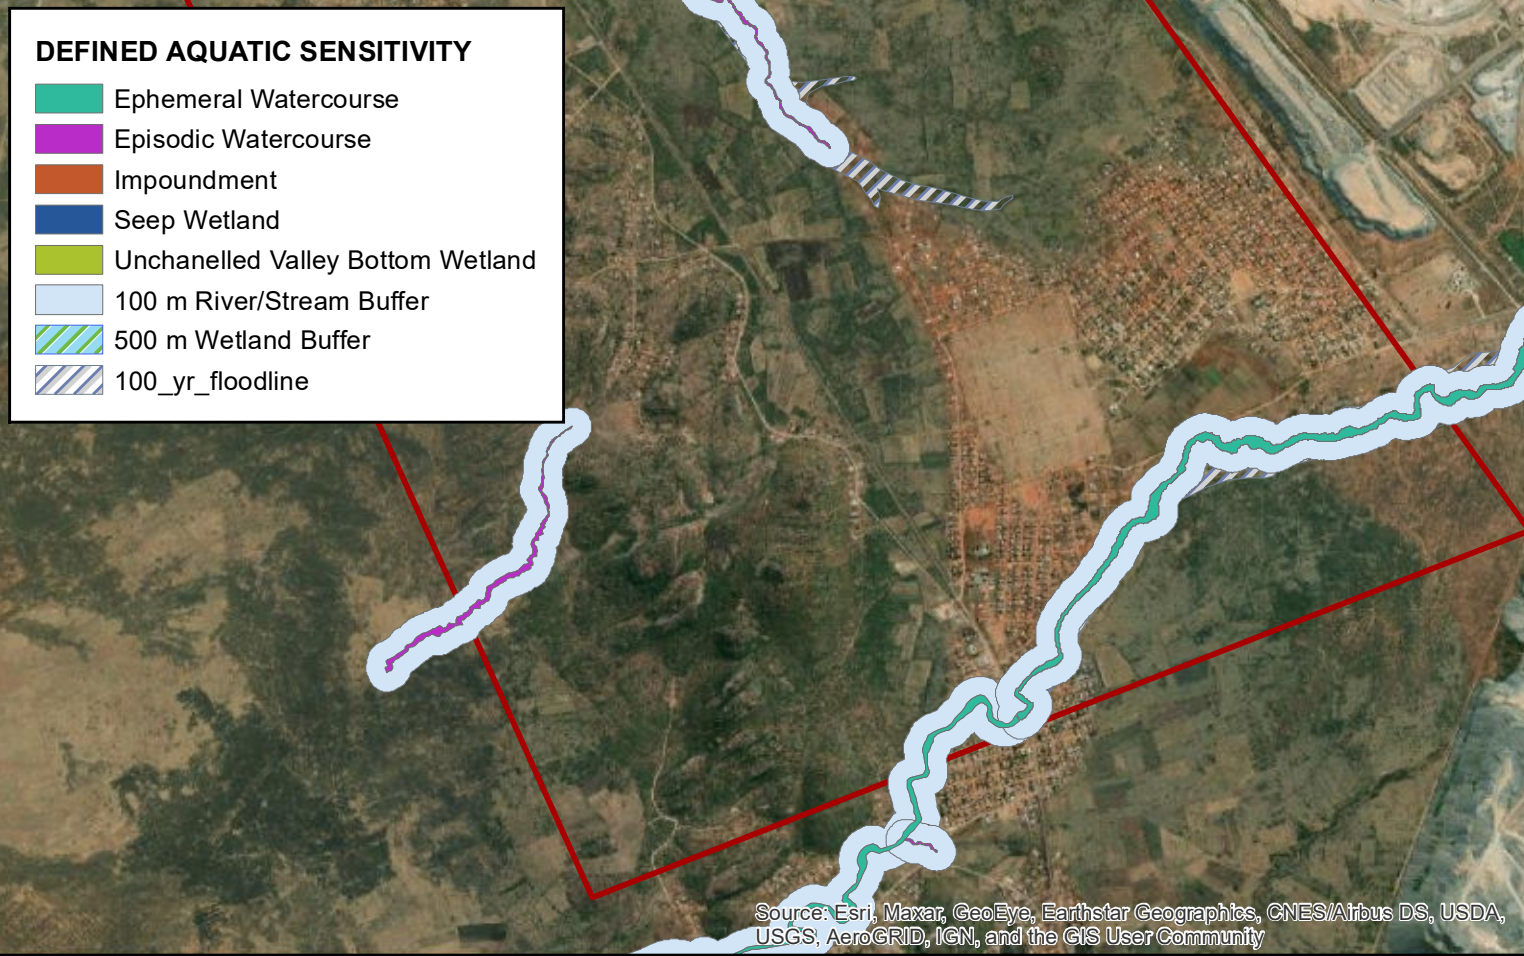 DEFINED AQUATIC SENSITIVITY
Ephemeral Watercourse
Episodic Watercourse
Impoundment
Seep Wetland
Unchanelled Valley Bottom Wetland
100 m River/Stream Buffer
500 m Wetland Buffer
100_yr_floodline
Source: Esri, Maxar, GeoEye, Earthstar Geographics, CNES/Airbus DS, USDA,
USGS, AeroGRID, IGN, and the GIS User Community